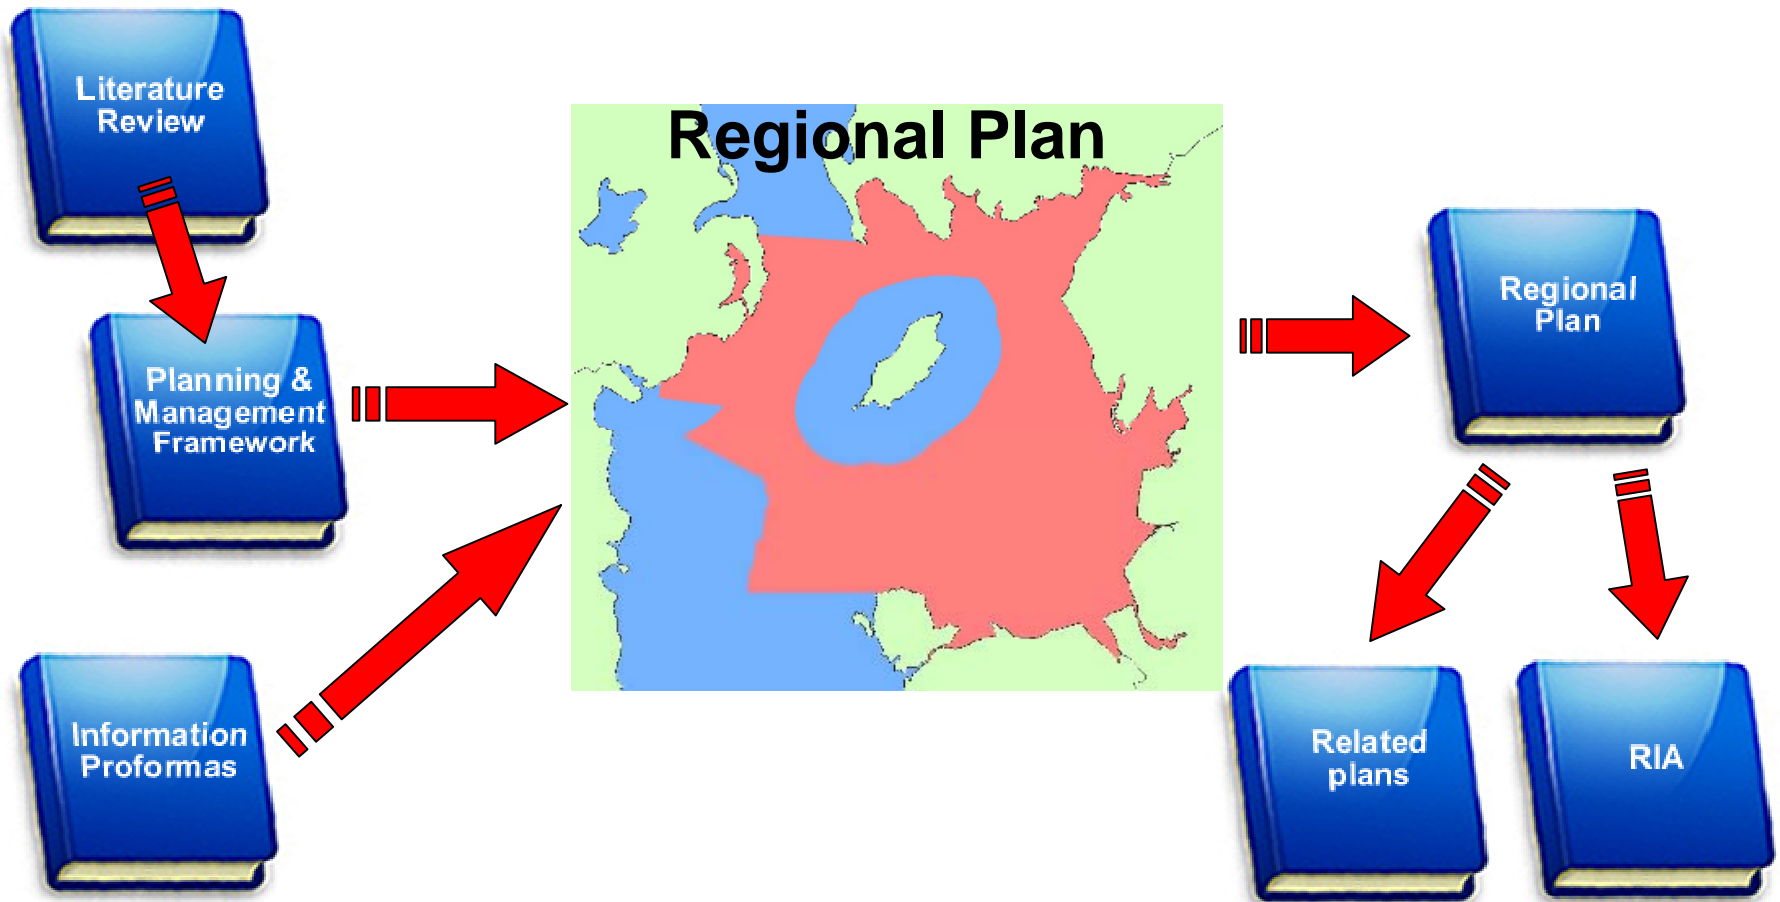 Literature
Review
Regional Plan
Planning &
Management
Framework
Regional
Plan
Information
Proformas
Related
plans
RIA